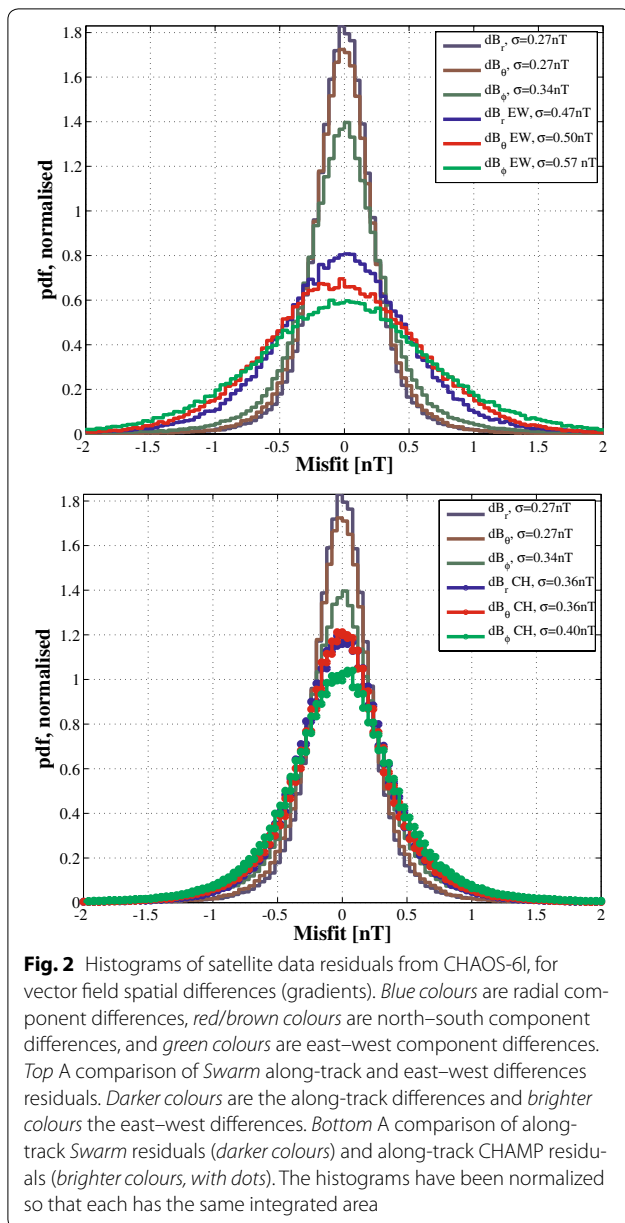 1.8
1.6
1.4
1.2
1
0.8
0.6
0.4
0.2
0
pdf, normalised
dB_r, σ=0.27nT
dB_θ, σ=0.27nT
dB_ϕ, σ=0.34nT
dB_r EW, σ=0.47nT
dB_θ EW, σ=0.50nT
dB_ϕ EW, σ=0.57 nT
-2 -1.5 -1 -0.5 0 0.5 1 1.5 2
Misfit [nT]
1.8
1.6
1.4
1.2
1
0.8
0.6
0.4
0.2
0
pdf, normalised
dB_r, σ=0.27nT
dB_θ, σ=0.27nT
dB_ϕ, σ=0.34nT
dB_r CH, σ=0.36nT
dB_θ CH, σ=0.36nT
dB_ϕ CH, σ=0.40nT
-2 -1.5 -1 -0.5 0 0.5 1 1.5 2
Misfit [nT]
Fig. 2 Histograms of satellite data residuals from CHAOS-6l, for
vector field spatial differences (gradients). Blue colours are radial com-
ponent differences, red/brown colours are north–south component
differences, and green colours are east–west component differences.
Top A comparison of Swarm along-track and east–west differences
residuals. Darker colours are the along-track differences and brighter
colours the east–west differences. Bottom A comparison of along-
track Swarm residuals (darker colours) and along-track CHAMP residu-
als (brighter colours, with dots). The histograms have been normalized
so that each has the same integrated area